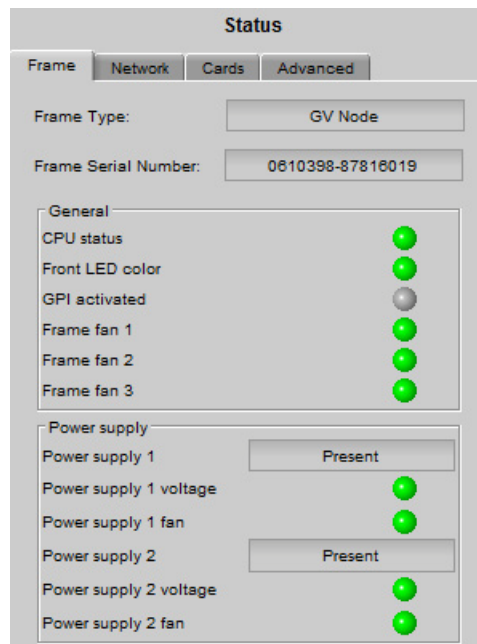 Status
Frame Network Cards Advanced
Frame Type: GV Node
Frame Serial Number: 0610398-87816019
General
CPU status
Front LED color
GPI activated
Frame fan 1
Frame fan 2
Frame fan 3
Power supply
Power supply 1 Present
Power supply 1 voltage
Power supply 1 fan
Power supply 2 Present
Power supply 2 voltage
Power supply 2 fan